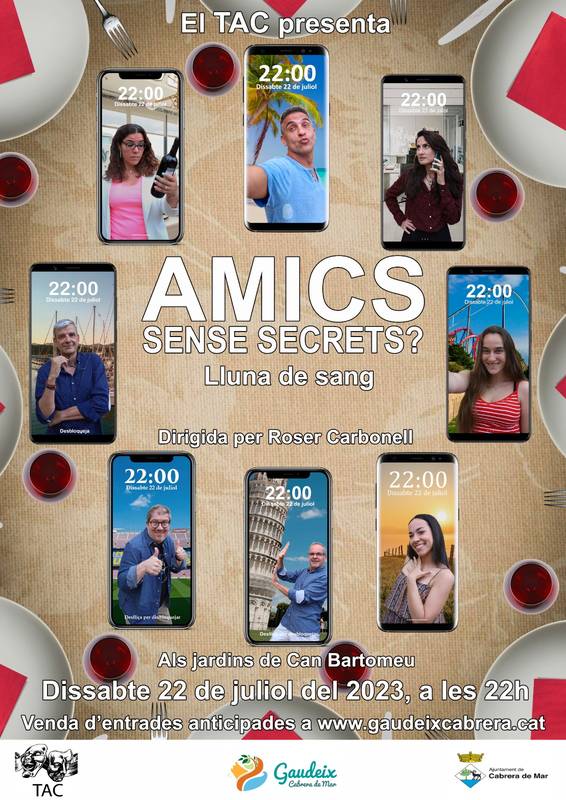 El TAC presenta
22:00
Dissabte 22 de juliol
22:00
Dissabte 22 de juliol
22:00
Dissabte 22 de juliol
AMICS
SENSE SECRETS?
Lluna de sang
22:00
Dissabte 22 de juliol
Desbloqueja
22:00
Dissabte 22 de juliol
Dirigida per Roser Carbonell
22:00
Dissabte 22 de juliol
Desllisa per desbloquejar
22:00
Dissabte 22 de juliol
22:00
Dissabte 22 de juliol
Als jardins de Can Bartomeu
Dissabte 22 de juliol del 2023, a les 22h
Venda d'entrades anticipades a www.gaudeixcabrera.cat
TAC
Gaudeix
Cabrera de Mar
Ajuntament de
Cabrera de Mar